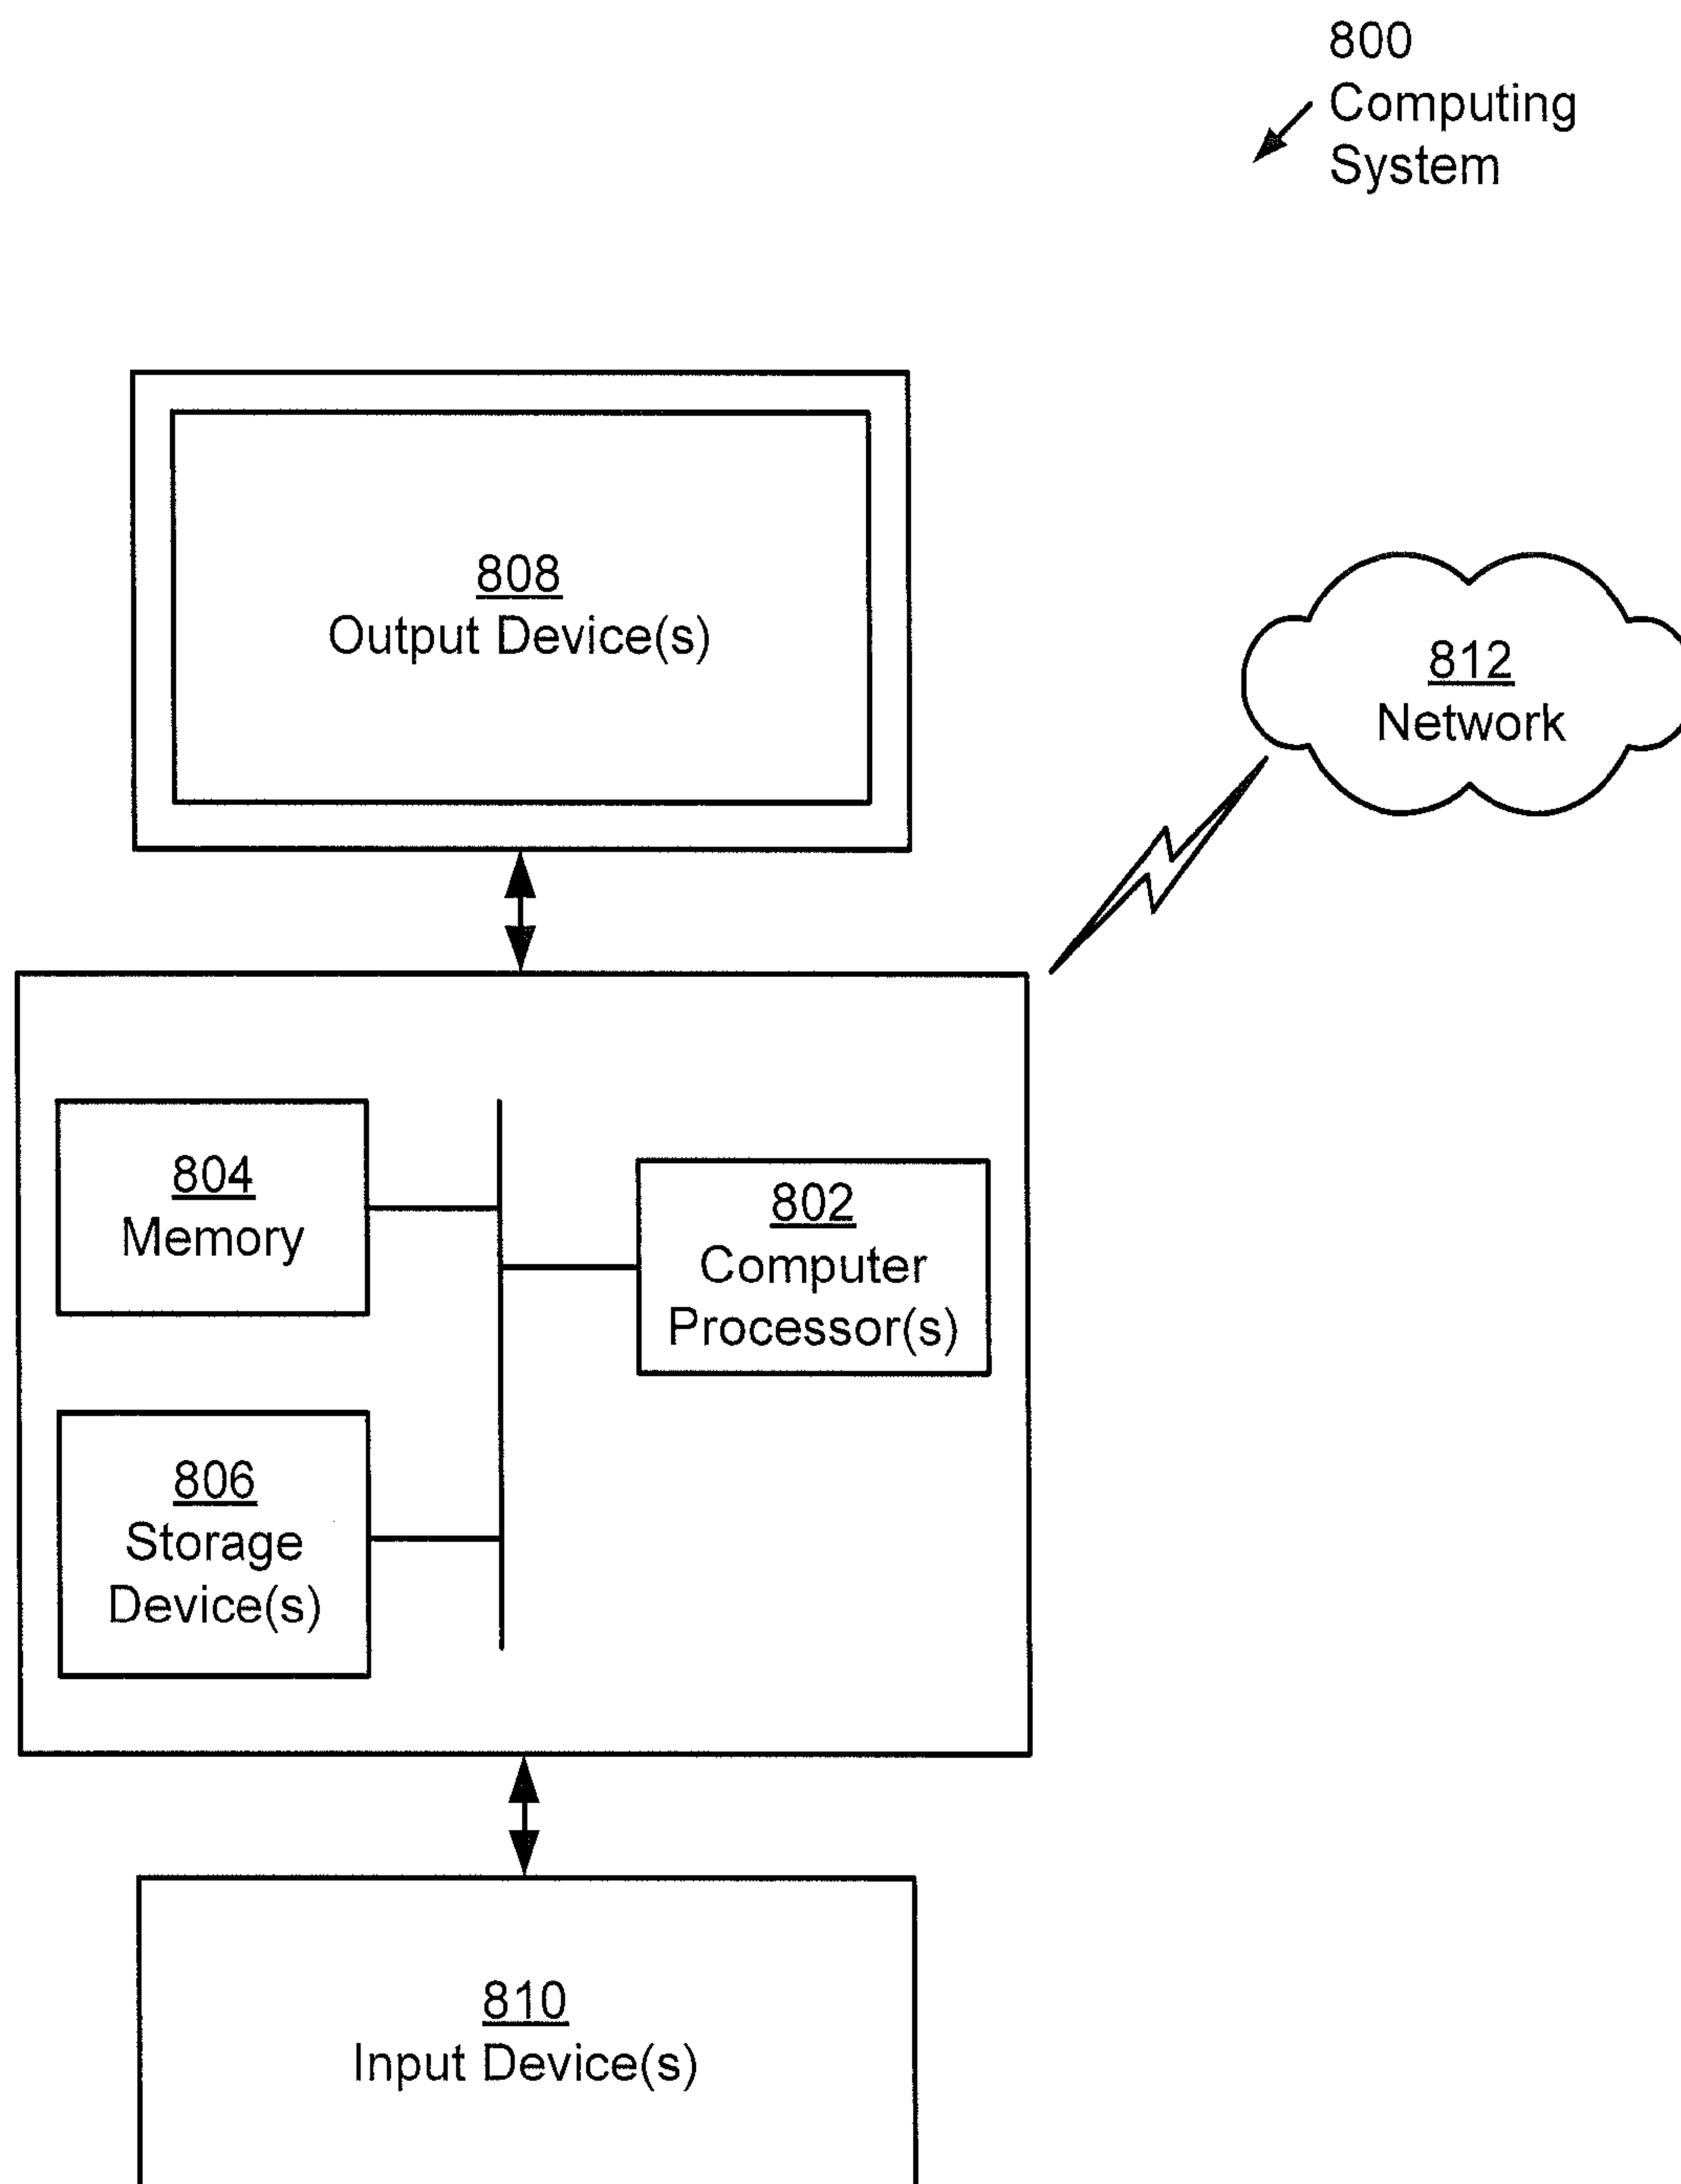 800
Computing
System
808
Output Device(s)
812
Network
804
Memory
802
Computer
Processor(s)
806
Storage
Device(s)
810
Input Device(s)